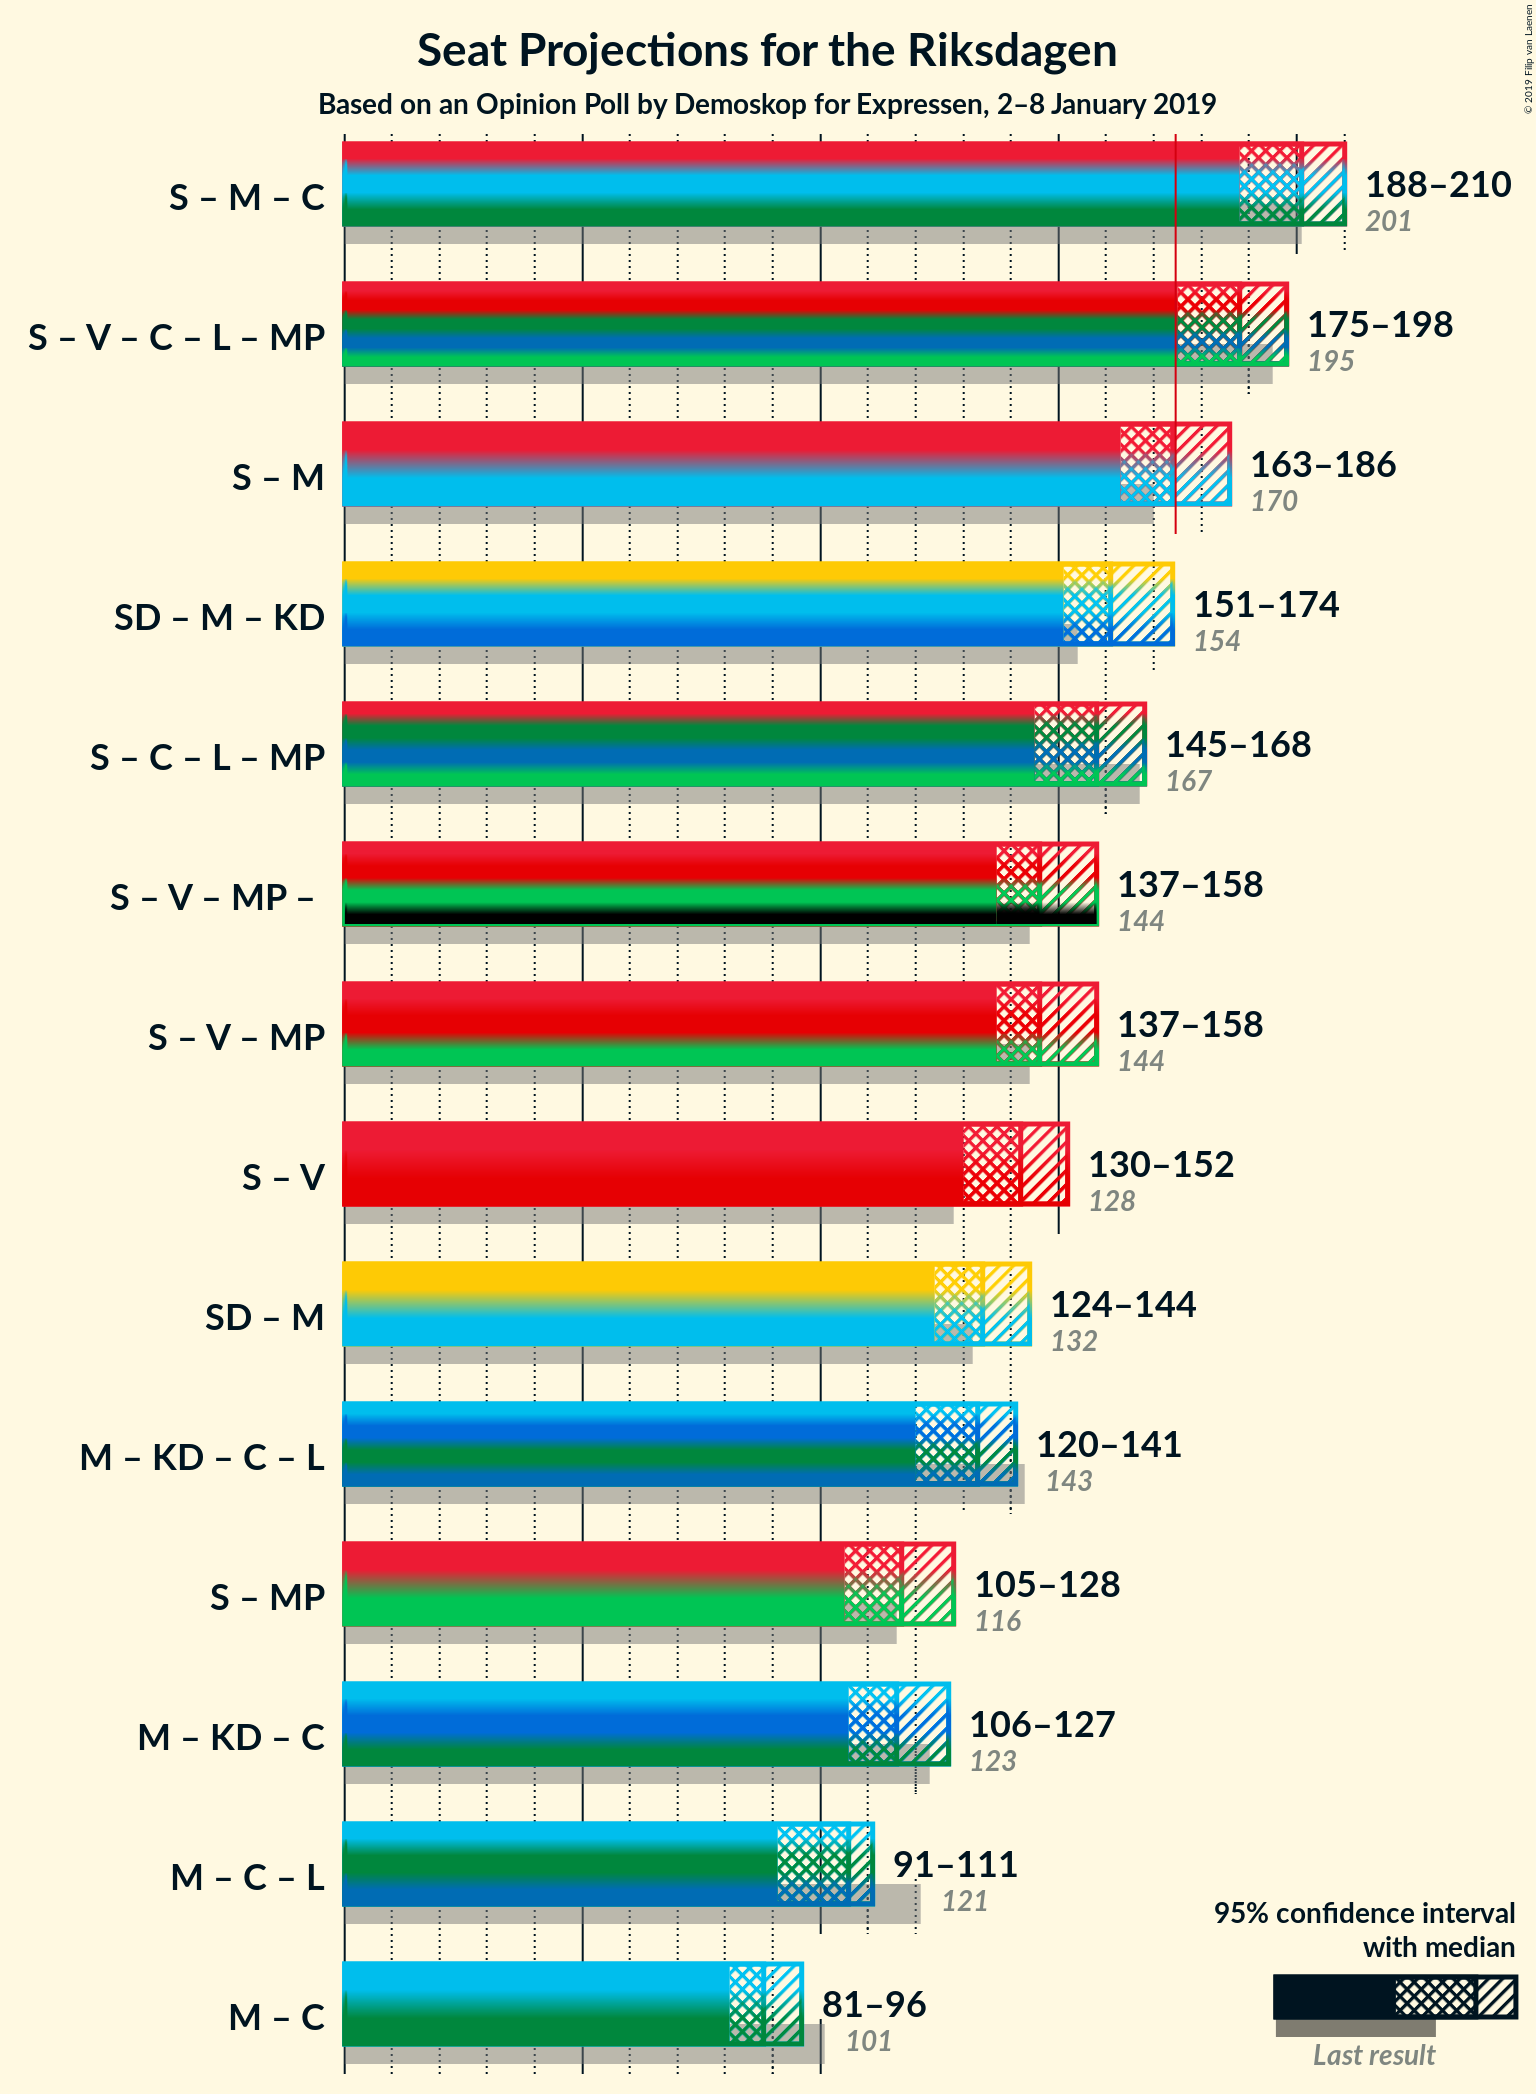 Seat Projections for the Riksdagen
Based on an Opinion Poll by Demoskop for Expressen, 2–8 January 2019
© 2019 Filip van Laenen
S – M – C
188–210
201
S – V – C – L – MP
175–198
195
S – M
163–186
170
SD – M – KD
151–174
154
S – C – L – MP
145–168
167
S – V – MP –
137–158
144
S – V – MP
137–158
144
S – V
130–152
128
SD – M
124–144
132
M – KD – C – L
120–141
143
S – MP
105–128
116
M – KD – C
106–127
123
M – C – L
91–111
121
M – C
81–96
101
95% confidence interval
with median
Last result